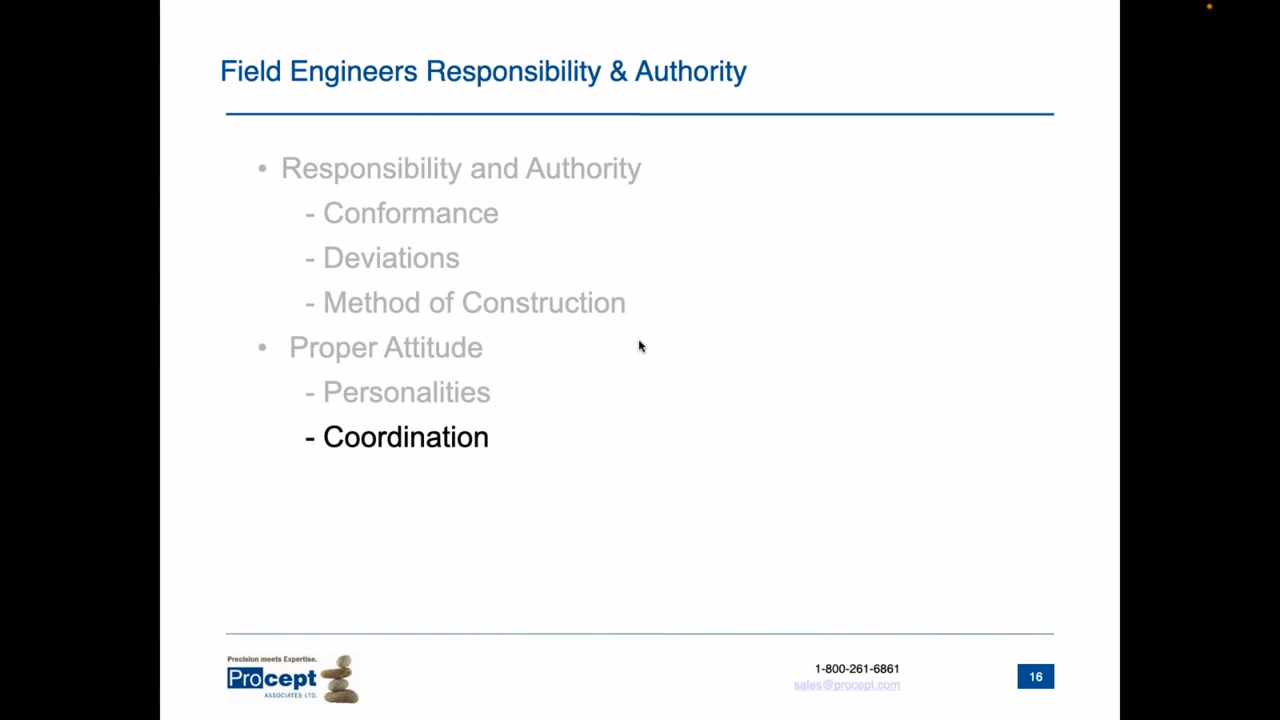 Field Engineers Responsibility & Authority
• Responsibility and Authority
- Conformance
- Deviations
- Method of Construction
• Proper Attitude
- Personalities
- Coordination
Precision meets Expertise.
Procept
ASSOCIATES LTD.
1-800-261-6861
sales@procept.com
16